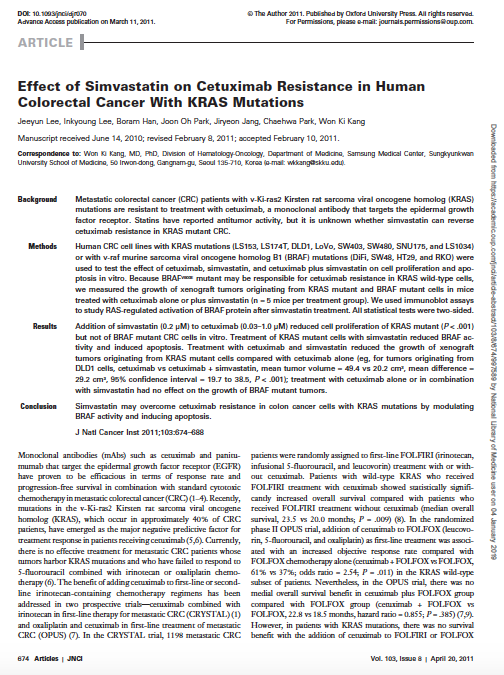 DOI: 10.1093/jnci/djr070
Advance Access publication on March 11, 2011.
© The Author 2011. Published by Oxford University Press. All rights reserved.
For Permissions, please e-mail: journals.permissions@oup.com.
ARTICLE
Effect of Simvastatin on Cetuximab Resistance in Human
Colorectal Cancer With KRAS Mutations
Jeeyun Lee, Inkyoung Lee, Boram Han, Joon Oh Park, Jiryeon Jang, Chaehwa Park, Won Ki Kang
Manuscript received June 14, 2010; revised February 8, 2011; accepted February 10, 2011.
Correspondence to: Won Ki Kang, MD, PhD, Division of Hematology-Oncology, Department of Medicine, Samsung Medical Center, Sungkyunkwan
University School of Medicine, 50 Irwon-dong, Gangnam-gu, Seoul 135-710, Korea (e-mail: wkkang@skku.edu).
Background
Metastatic colorectal cancer (CRC) patients with v-Ki-ras2 Kirsten rat sarcoma viral oncogene homolog (KRAS)
mutations are resistant to treatment with cetuximab, a monoclonal antibody that targets the epidermal growth
factor receptor. Statins have reported antitumor activity, but it is unknown whether simvastatin can reverse
cetuximab resistance in KRAS mutant CRC.
Methods
Human CRC cell lines with KRAS mutations (LS153, LS174T, DLD1, LoVo, SW403, SW480, SNU175, and LS1034)
or with v-raf murine sarcoma viral oncogene homolog B1 (BRAF) mutations (DiFi, SW48, HT29, and RKO) were
used to test the effect of cetuximab, simvastatin, and cetuximab plus simvastatin on cell proliferation and apo-
ptosis in vitro. Because BRAF mutant may be responsible for cetuximab resistance in KRAS wild-type cells,
we measured the growth of xenograft tumors originating from KRAS mutant and BRAF mutant cells in mice
treated with cetuximab alone or plus simvastatin (n = 5 mice per treatment group). We used immunoblot assays
to study RAS-regulated activation of BRAF protein after simvastatin treatment. All statistical tests were two-sided.
Results
Addition of simvastatin (0.2 μM) to cetuximab (0.03–1.0 μM) reduced cell proliferation of KRAS mutant (P < .001)
but not of BRAF mutant CRC cells in vitro. Treatment of KRAS mutant cells with simvastatin reduced BRAF ac-
tivity and induced apoptosis. Treatment with cetuximab and simvastatin reduced the growth of xenograft
tumors originating from KRAS mutant cells compared with cetuximab alone (eg, for tumors originating from
DLD1 cells, cetuximab vs cetuximab + simvastatin, mean tumor volume = 49.4 vs 20.2 cm³, mean difference =
29.2 cm³, 95% confidence interval = 19.7 to 38.5, P < .001); treatment with cetuximab alone or in combination
with simvastatin had no effect on the growth of BRAF mutant tumors.
Conclusion
Simvastatin may overcome cetuximab resistance in colon cancer cells with KRAS mutations by modulating
BRAF activity and inducing apoptosis.
J Natl Cancer Inst 2011;103:674–688
Monoclonal antibodies (mAbs) such as cetuximab and panitu-
mumab that target the epidermal growth factor receptor (EGFR)
have proven to be efficacious in terms of response rate and
progression-free survival in combination with standard cytotoxic
chemotherapy in metastatic colorectal cancer (CRC) (1–4). Recently,
mutations in the v-Ki-ras2 Kirsten rat sarcoma viral oncogene
homolog (KRAS), which occur in approximately 40% of CRC
patients, have emerged as the major negative predictive factor for
treatment response in patients receiving cetuximab (5,6). Currently,
there is no effective treatment for metastatic CRC patients whose
tumors harbor KRAS mutations and who have failed to respond to
5-fluorouracil combined with irinotecan or oxaliplatin chemo-
therapy (6). The benefit of adding cetuximab to first-line or second-
line irinotecan-containing chemotherapy regimens has been
addressed in two prospective trials—cetuximab combined with
irinotecan in first-line therapy for metastatic CRC (CRYSTAL) (1)
and oxaliplatin and cetuximab in first-line treatment of metastatic
CRC (OPUS) (7). In the CRYSTAL trial, 1198 metastatic CRC
patients were randomly assigned to first-line FOLFIRI (irinotecan,
infusional 5-fluorouracil, and leucovorin) treatment with or with-
out cetuximab. Patients with wild-type KRAS who received
FOLFIRI treatment with cetuximab showed statistically signifi-
cantly increased overall survival compared with patients who
received FOLFIRI treatment without cetuximab (median overall
survival, 23.5 vs 20.0 months; P = .009) (8). In the randomized
phase II OPUS trial, addition of cetuximab to FOLFOX (leucovo-
rin, 5-fluorouracil, and oxaliplatin) as first-line treatment was associ-
ated with an increased objective response rate compared with
FOLFOX chemotherapy alone (cetuximab + FOLFOX vs FOLFOX,
61% vs 37%; odds ratio = 2.54; P = .011) in the KRAS wild-type
subset of patients. Nevertheless, in the OPUS trial, there was no
medial overall survival benefit in cetuximab plus FOLFOX group
compared with FOLFOX group (cetuximab + FOLFOX vs
FOLFOX, 22.8 vs 18.5 months, hazard ratio = 0.855; P = .385) (7,9).
However, in patients with KRAS mutations, there was no survival
benefit with the addition of cetuximab to FOLFIRI or FOLFOX
674 Articles | JNCI
Vol. 103, Issue 8 | April 20, 2011
Downloaded from https://academic.oup.com/jnci/article-abstract/103/8/674/997589 by National Library of Medicine user on 04 January 2019